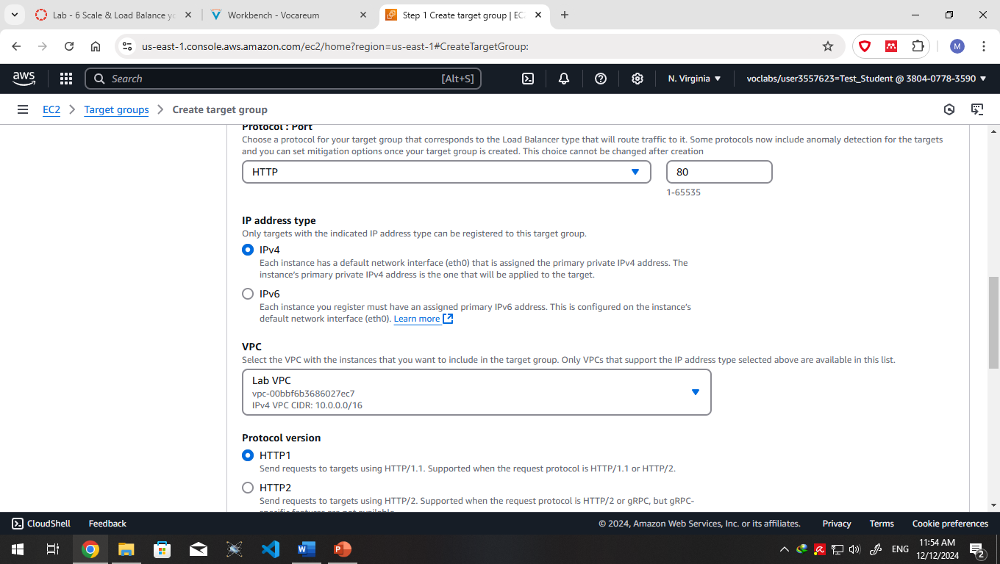 Lab - 6 Scale & Load Balance yo
Workbench - Vocareum
Step 1 Create target group | EC2
us-east-1.console.aws.amazon.com/ec2/home?region=us-east-1#CreateTargetGroup:
M
aws
Search
[Alt+S]
N. Virginia
voclabs/user3557623=Test_Student @ 3804-0778-3590
EC2
Target groups
Create target group
Protocol : Port
Choose a protocol for your target group that corresponds to the Load Balancer type that will route traffic to it. Some protocols now include anomaly detection for the targets
and you can set mitigation options once your target group is created. This choice cannot be changed after creation
HTTP
80
1-65535
IP address type
Only targets with the indicated IP address type can be registered to this target group.
IPv4
Each instance has a default network interface (eth0) that is assigned the primary private IPv4 address. The
instance's primary private IPv4 address is the one that will be applied to the target.
IPv6
Each instance you register must have an assigned primary IPv6 address. This is configured on the instance's
default network interface (eth0). Learn more
VPC
Select the VPC with the instances that you want to include in the target group. Only VPCs that support the IP address type selected above are available in this list.
Lab VPC
vpc-00bbf6b3686027ec7
IPv4 VPC CIDR: 10.0.0.0/16
Protocol version
HTTP1
Send requests to targets using HTTP/1.1. Supported when the request protocol is HTTP/1.1 or HTTP/2.
HTTP2
Send requests to targets using HTTP/2. Supported when the request protocol is HTTP/2 or gRPC, but gRPC-
specific features are not available.
CloudShell
Feedback
© 2024, Amazon Web Services, Inc. or its affiliates.
Privacy
Terms
Cookie preferences
ENG
11:54 AM
12/12/2024
2